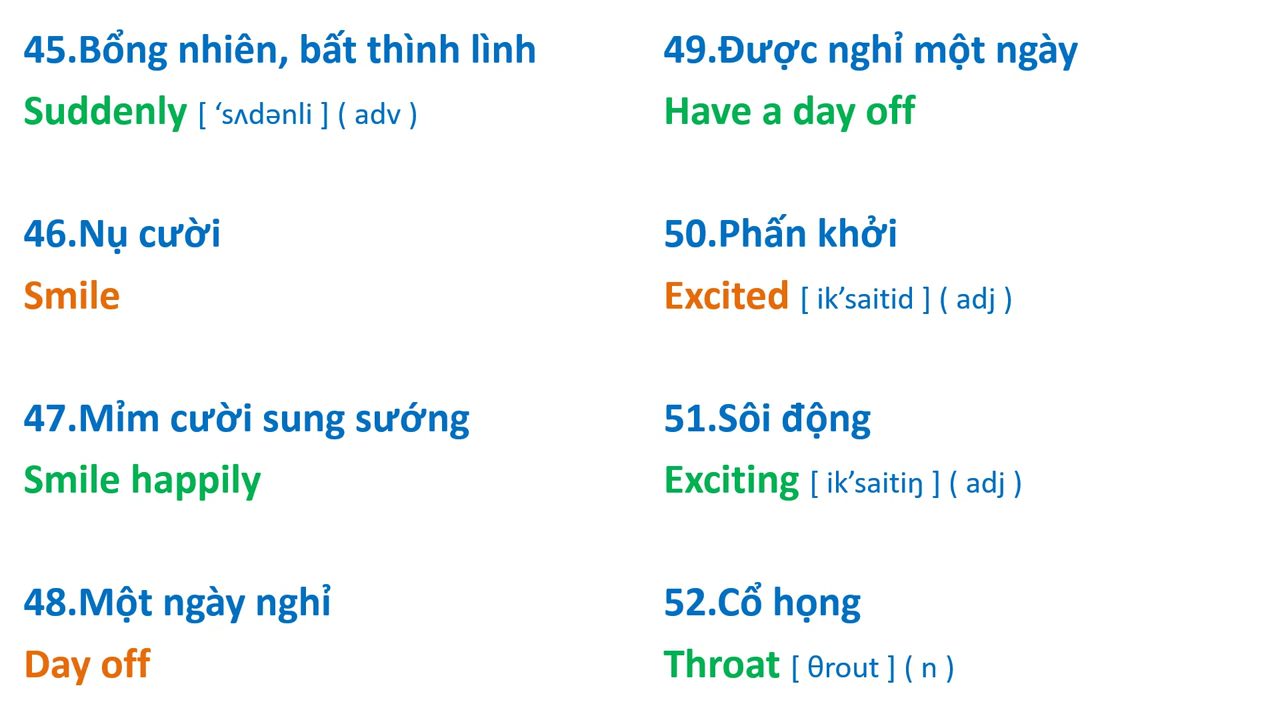 45.Bổng nhiên, bất thình lình
Suddenly [ ‘sʌdənli ] ( adv )
46.Nụ cười
Smile
47.Mỉm cười sung sướng
Smile happily
48.Một ngày nghỉ
Day off
49.Được nghỉ một ngày
Have a day off
50.Phấn khởi
Excited [ ik’saitid ] ( adj )
51.Sôi động
Exciting [ ik’saitiŋ ] ( adj )
52.Cổ họng
Throat [ θrout ] ( n )